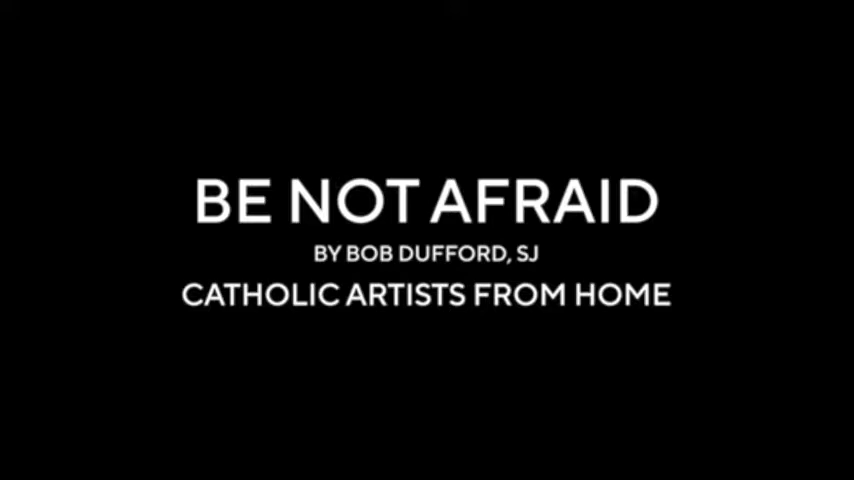 BE NOT AFRAID
BY BOB DUFFORD, SJ
CATHOLIC ARTISTS FROM HOME